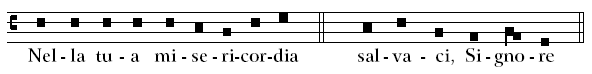 Nel - la tu - a mi - se - ri - cor - dia sal - va - ci, Si - gno - re